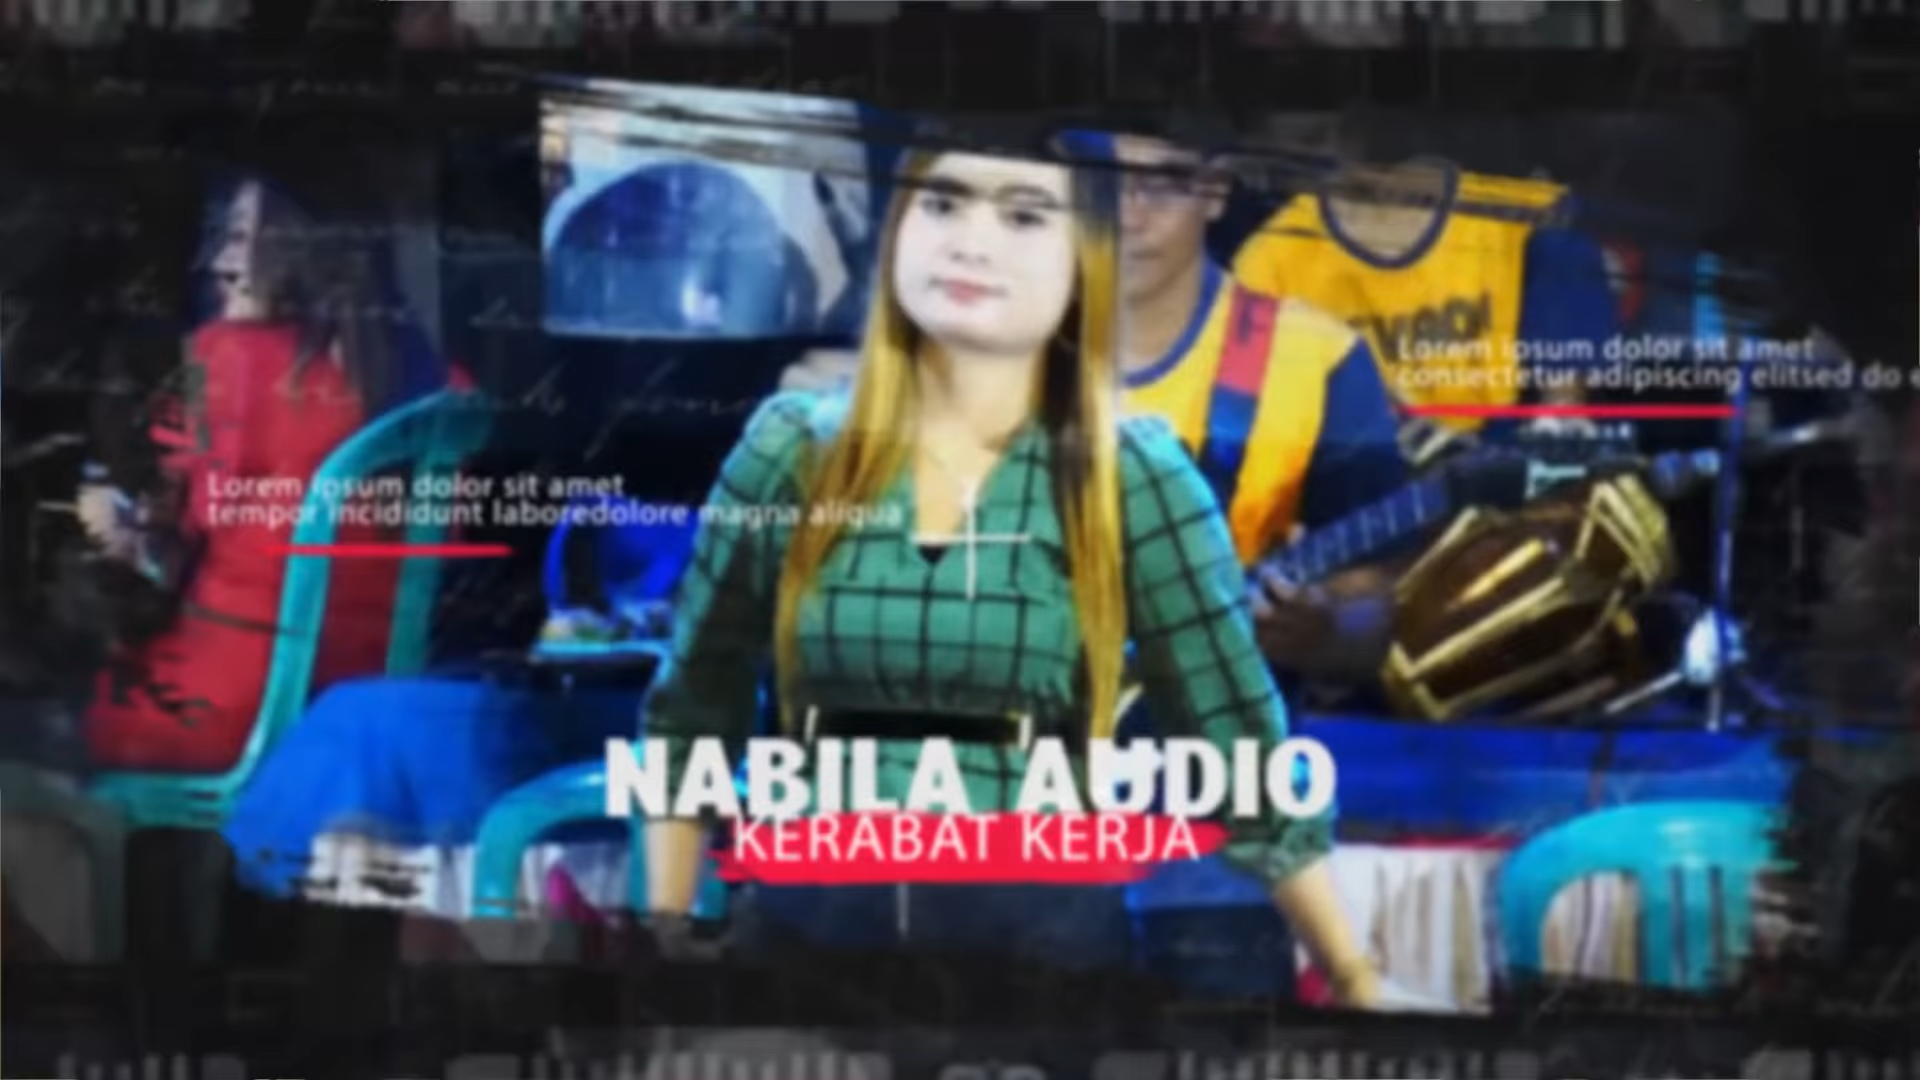 Lorem ipsum dolor sit amet
consectetur adipiscing elitsed do
Lorem ipsum dolor sit amet
tempor incididunt laboredolore magna aliqua
NABILA AUDIO
KERABAT KERJA